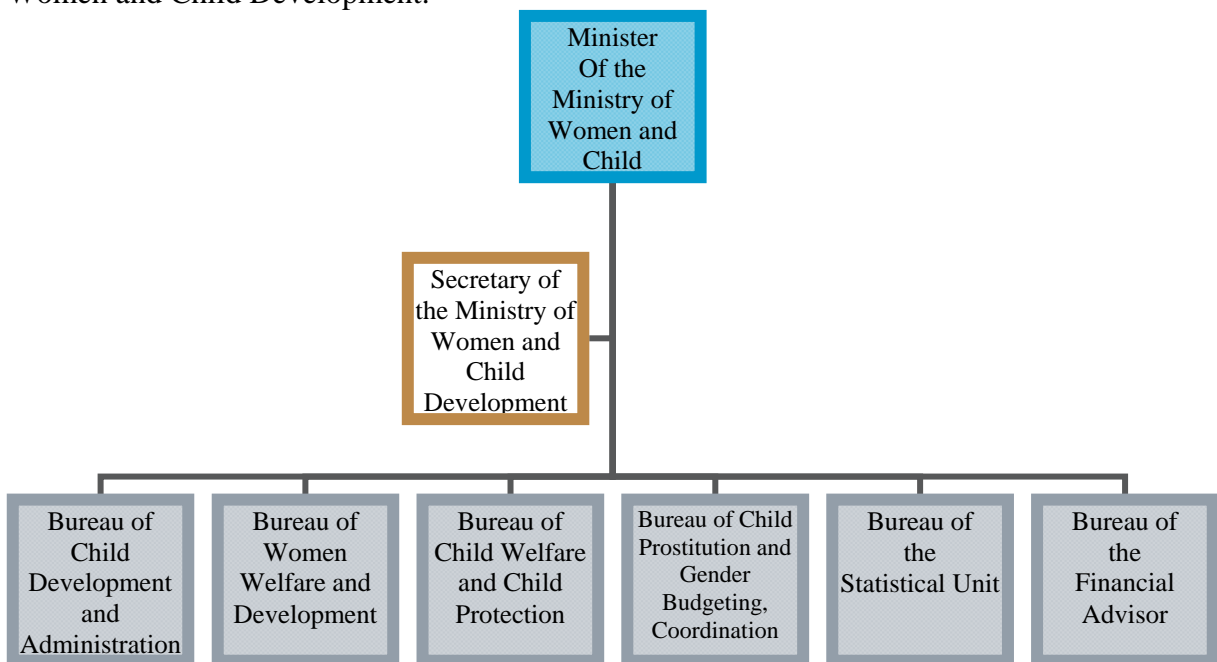 Women and Child Development.
Minister
Of the
Ministry of
Women and
Child
Secretary of
the Ministry of
Women and
Child
Development
Bureau of
Child
Development
and
Administration
Bureau of
Women
Welfare and
Development
Bureau of
Child Welfare
and Child
Protection
Bureau of Child
Prostitution and
Gender
Budgeting,
Coordination
Bureau of
the
Statistical Unit
Bureau of
the
Financial
Advisor